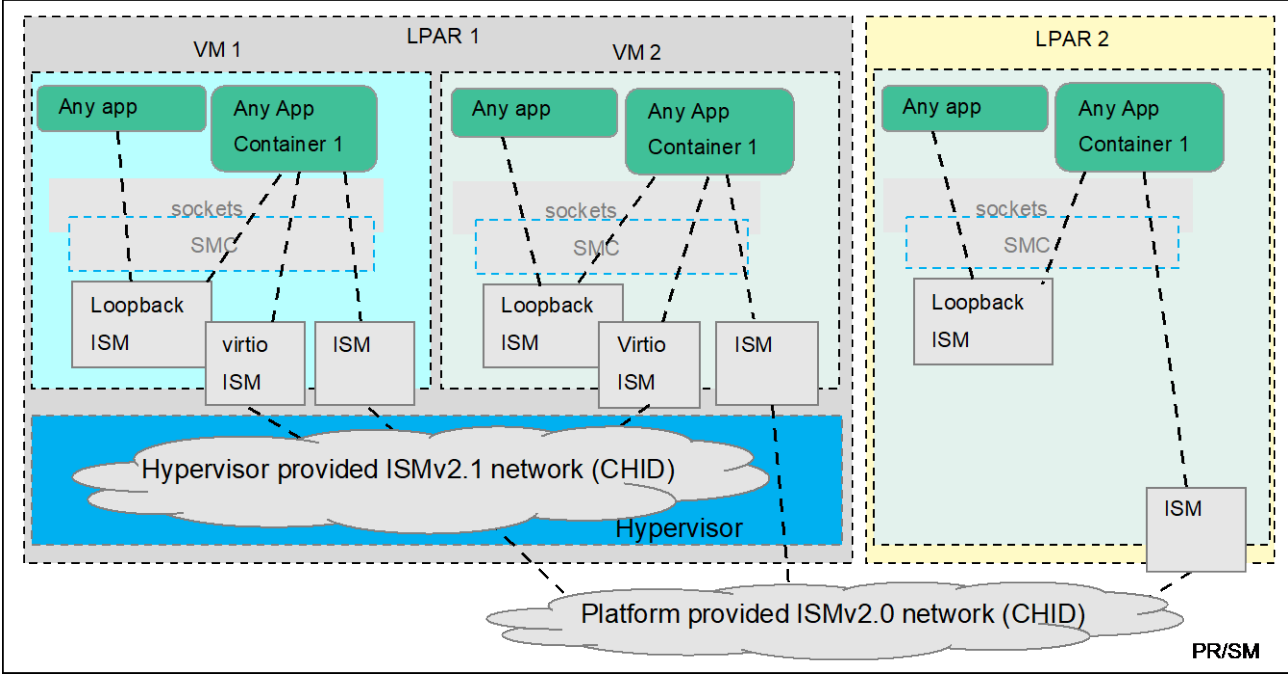 LPAR 1
VM 1
VM 2
LPAR 2
Any app
Any App
Container 1
sockets
SMC
Loopback
ISM
virtio
ISM
ISM
Any app
Any App
Container 1
sockets
SMC
Loopback
ISM
Virtio
ISM
ISM
Any app
Any App
Container 1
sockets
SMC
Loopback
ISM
ISM
Hypervisor provided ISMv2.1 network (CHID)
Hypervisor
Platform provided ISMv2.0 network (CHID)
PR/SM